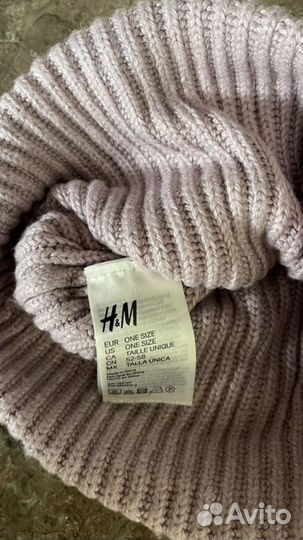 H&M
EUR ONE SIZE
US ONE SIZE
CA TAILLE UNIQUE
CN 52-58
MX TALLA ÚNICA
Avito